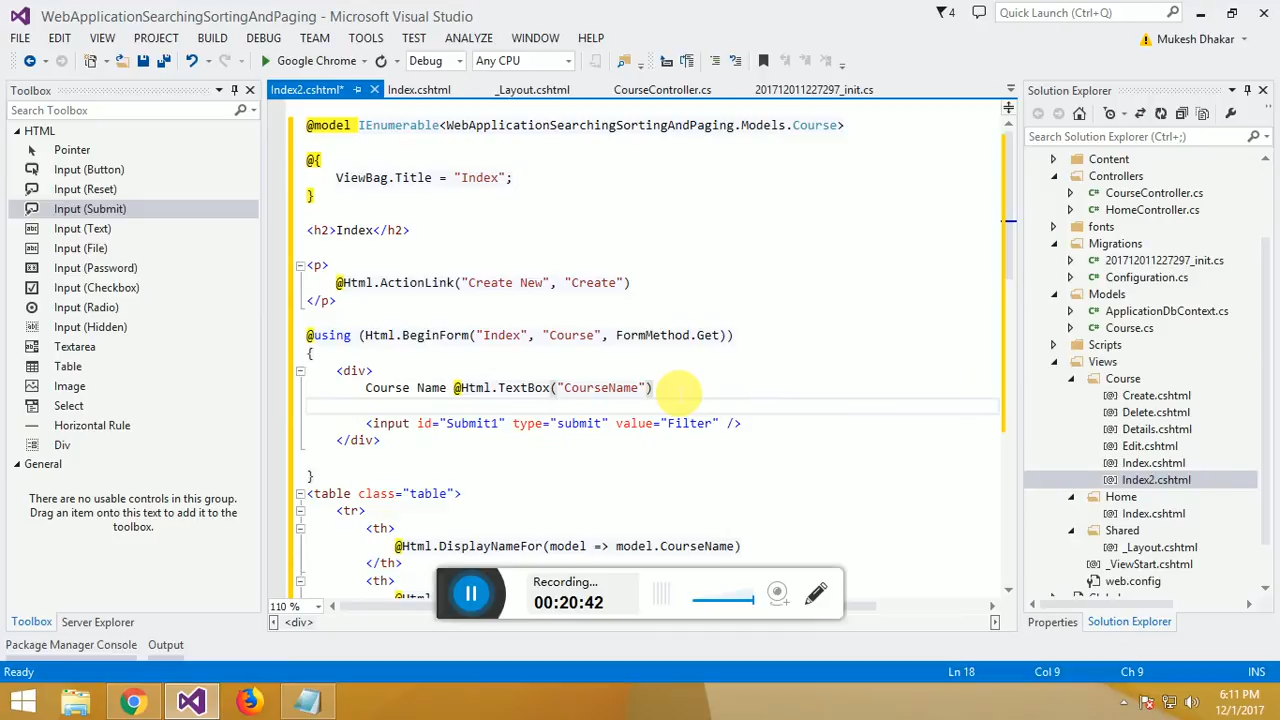 WebApplicationSearchingSortingAndPaging - Microsoft Visual Studio
4
Quick Launch (Ctrl+Q)
FILE EDIT VIEW PROJECT BUILD DEBUG TEAM TOOLS TEST ANALYZE WINDOW HELP
Mukesh Dhakar
Google Chrome Debug Any CPU
Toolbox
Search Toolbox
HTML
Pointer
Input (Button)
Input (Reset)
Input (Submit)
Input (Text)
Input (File)
Input (Password)
Input (Checkbox)
Input (Radio)
Input (Hidden)
Textarea
Table
Image
Select
Horizontal Rule
Div
General
There are no usable controls in this group.
Drag an item onto this text to add it to the
toolbox.
Toolbox Server Explorer
Index2.cshtml* Index.cshtml _Layout.cshtml CourseController.cs 201712011227297_init.cs
@model IEnumerable<WebApplicationSearchingSortingAndPaging.Models.Course>
@{
ViewBag.Title = "Index";
}
<h2>Index</h2>
<p>
@Html.ActionLink("Create New", "Create")
</p>
@using (Html.BeginForm("Index", "Course", FormMethod.Get))
{
<div>
Course Name @Html.TextBox("CourseName")
<input id="Submit1" type="submit" value="Filter" />
</div>
}
<table class="table">
<tr>
<th>
@Html.DisplayNameFor(model => model.CourseName)
</th>
<th>
110 %
<div>
Recording...
00:20:42
Solution Explorer
Search Solution Explorer (Ctrl+;)
Content
Controllers
CourseController.cs
HomeController.cs
fonts
Migrations
201712011227297_init.cs
Configuration.cs
Models
ApplicationDbContext.cs
Course.cs
Scripts
Views
Course
Create.cshtml
Delete.cshtml
Details.cshtml
Edit.cshtml
Index.cshtml
Index2.cshtml
Home
Index.cshtml
Shared
_Layout.cshtml
_ViewStart.cshtml
web.config
Properties Solution Explorer
Package Manager Console Output
Ready Ln 18 Col 9 Ch 9 INS
6:11 PM
12/1/2017